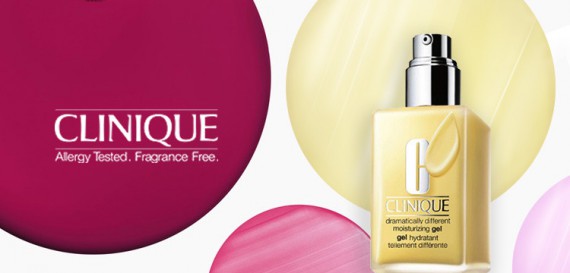 CLINIQUE
Allergy Tested. Fragrance Free.
C
CLINIQUE
dramatically different
moisturizing gel
gel hydratant
tellement différente